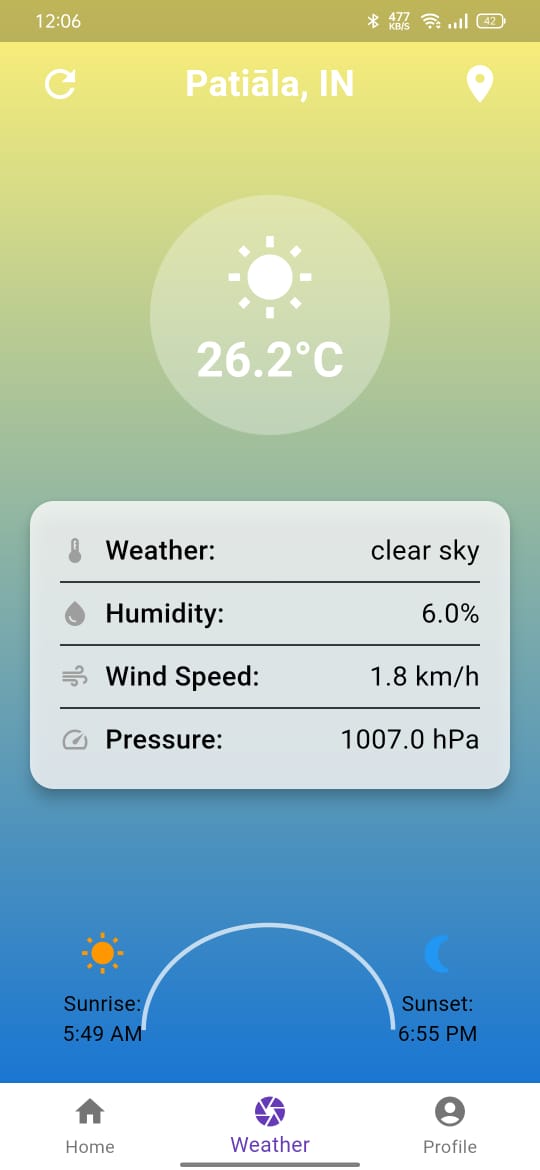 12:06 477 KB/S 42
Patiāla, IN
26.2°C
Weather: clear sky
Humidity: 6.0%
Wind Speed: 1.8 km/h
Pressure: 1007.0 hPa
Sunrise: Sunset:
5:49 AM 6:55 PM
Home Weather Profile